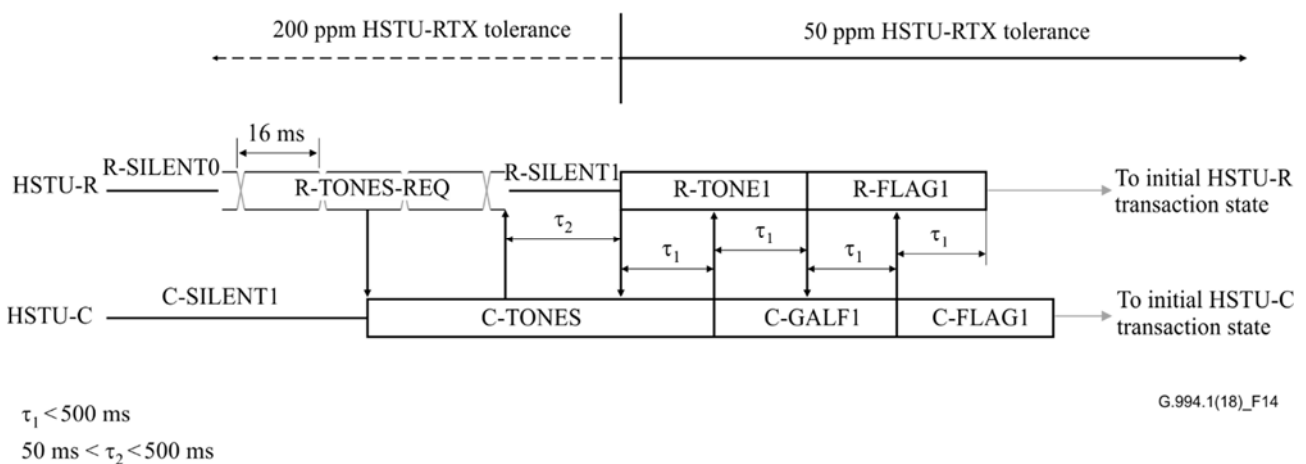 200 ppm HSTU-RTX tolerance
50 ppm HSTU-RTX tolerance
16 ms
R-SILENT0
R-SILENT1
HSTU-R
R-TONES-REQ
R-TONE1
R-FLAG1
To initial HSTU-R
transaction state
τ₂
τ₁
τ₁
τ₁
τ₁
C-SILENT1
HSTU-C
C-TONES
C-GALF1
C-FLAG1
To initial HSTU-C
transaction state
τ₁ < 500 ms
50 ms < τ₂ < 500 ms
G.994.1(18)_F14